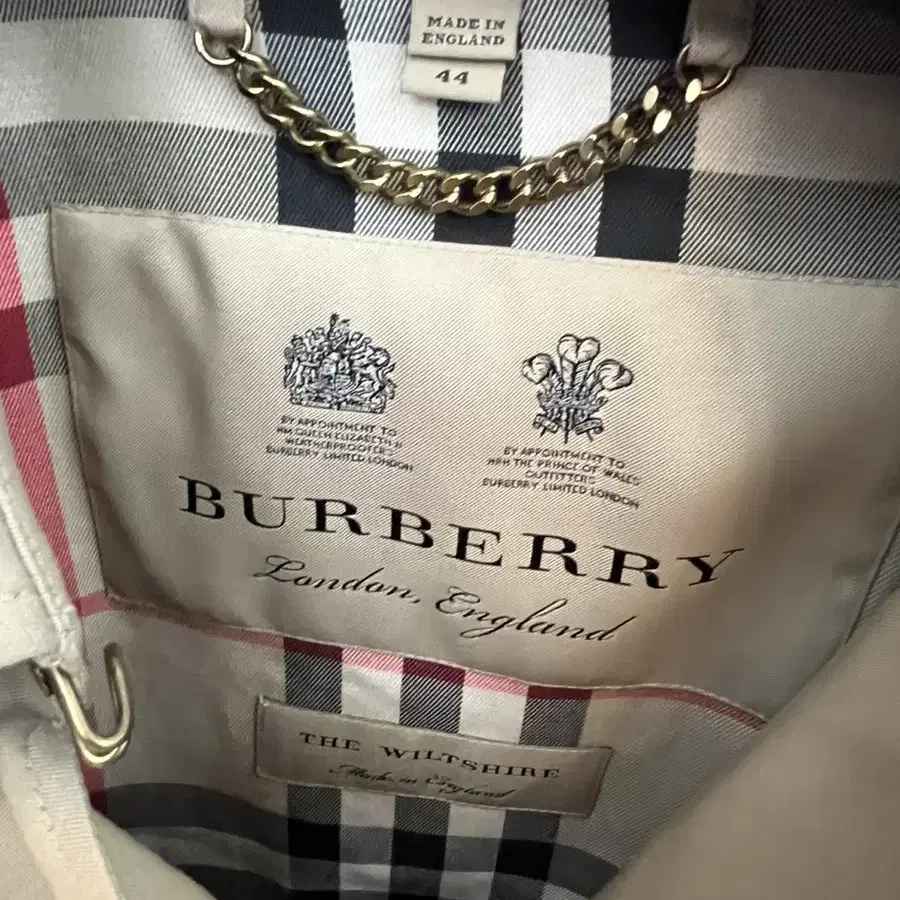 MADE IN
ENGLAND
44
BY APPOINTMENT TO
HM QUEEN ELIZABETH II
WEATHERPROOFERS
BURBERRY LIMITED LONDON
BY APPOINTMENT TO
HRH THE PRINCE OF WALES
OUTFITTERS
BURBERRY LIMITED LONDON
BURBERRY
London, England
THE WILTSHIRE
Made in England